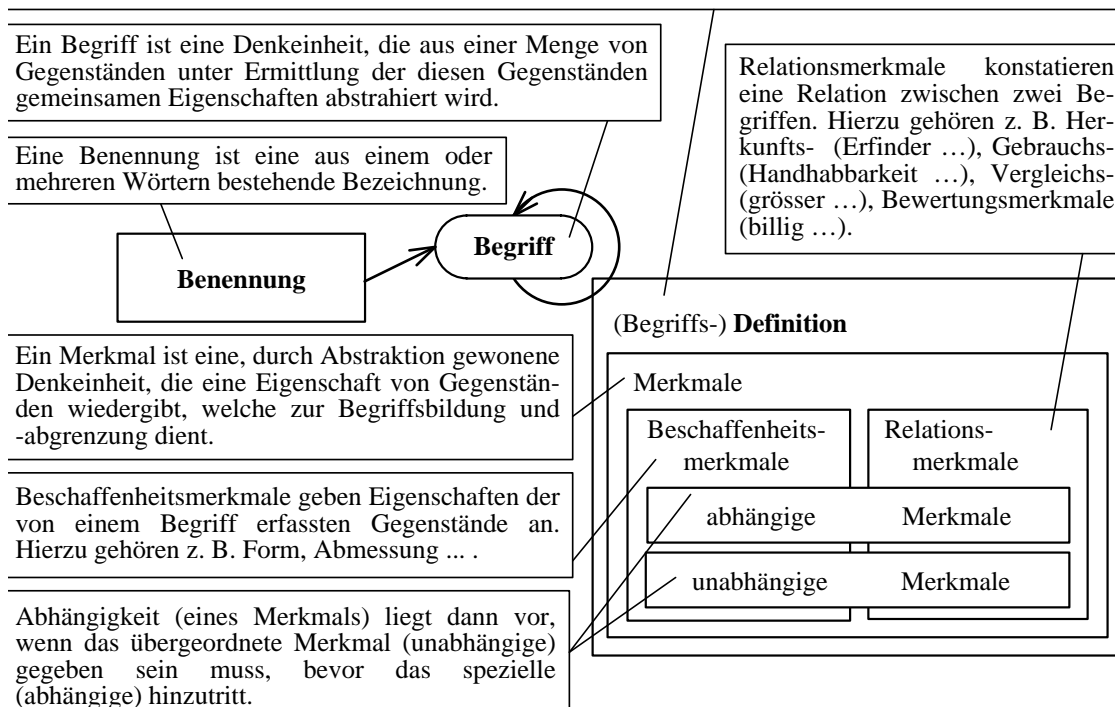 Ein Begriff ist eine Denkeinheit, die aus einer Menge von
Gegenständen unter Ermittlung der diesen Gegenständen
gemeinsamen Eigenschaften abstrahiert wird.
Eine Benennung ist eine aus einem oder
mehreren Wörtern bestehende Bezeichnung.
Relationsmerkmale konstatieren
eine Relation zwischen zwei Be-
griffen. Hierzu gehören z. B. Her-
kunfts- (Erfinder …), Gebrauchs-
(Handhabbarkeit …), Vergleichs-
(grösser …), Bewertungsmerkmale
(billig …).
Begriff
Benennung
(Begriffs-) Definition
Ein Merkmal ist eine, durch Abstraktion gewonene
Denkeinheit, die eine Eigenschaft von Gegenstän-
den wiedergibt, welche zur Begriffsbildung und
-abgrenzung dient.
Merkmale
Beschaffenheits-
merkmale
Relations-
merkmale
abhängige Merkmale
unabhängige Merkmale
Beschaffenheitsmerkmale geben Eigenschaften der
von einem Begriff erfassten Gegenstände an.
Hierzu gehören z. B. Form, Abmessung ... .
Abhängigkeit (eines Merkmals) liegt dann vor,
wenn das übergeordnete Merkmal (unabhängige)
gegeben sein muss, bevor das spezielle
(abhängige) hinzutritt.